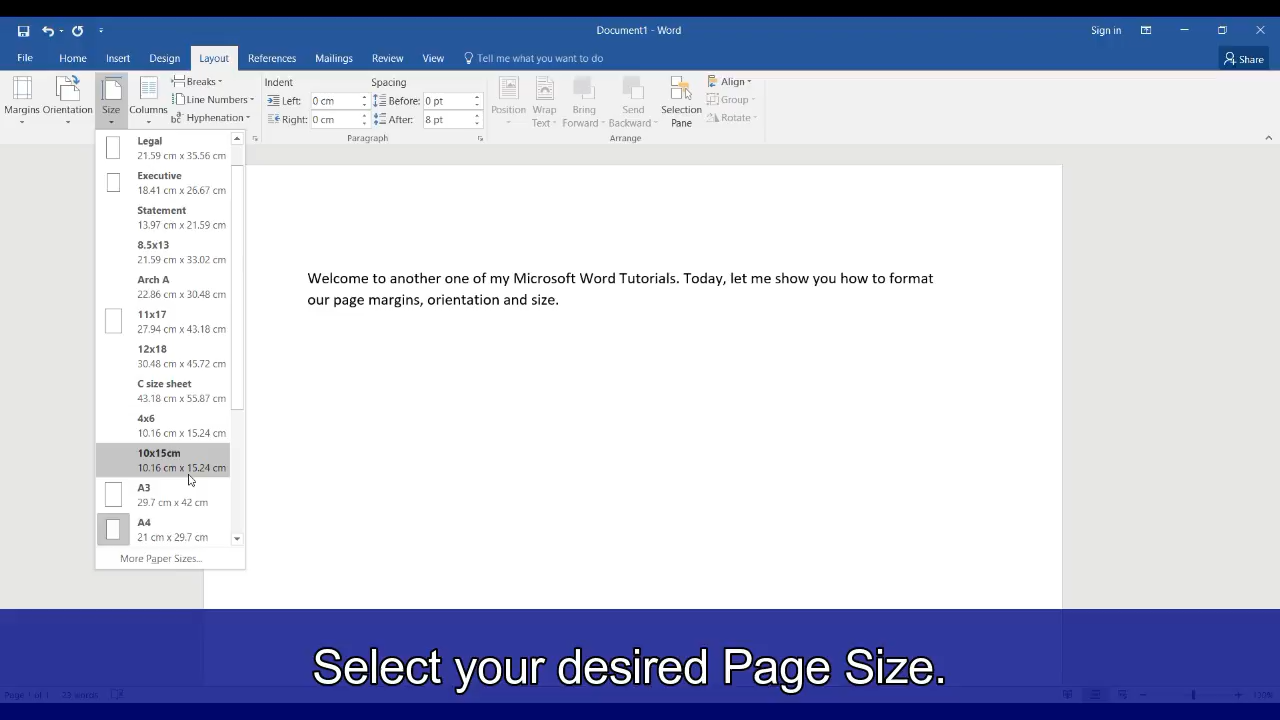 Document1 - Word
Sign in
File Home Insert Design Layout References Mailings Review View Tell me what you want to do Share
Margins Orientation Size Columns
Breaks
Line Numbers
Hyphenation
Indent
Left: 0 cm
Right: 0 cm
Spacing
Before: 0 pt
After: 8 pt
Paragraph
Position Wrap Text Bring Forward Send Backward Selection Pane
Align
Group
Rotate
Arrange
Legal
21.59 cm x 35.56 cm
Executive
18.41 cm x 26.67 cm
Statement
13.97 cm x 21.59 cm
8.5x13
21.59 cm x 33.02 cm
Arch A
22.86 cm x 30.48 cm
11x17
27.94 cm x 43.18 cm
12x18
30.48 cm x 45.72 cm
C size sheet
43.18 cm x 55.87 cm
4x6
10.16 cm x 15.24 cm
10x15cm
10.16 cm x 15.24 cm
A3
29.7 cm x 42 cm
A4
21 cm x 29.7 cm
More Paper Sizes...
Welcome to another one of my Microsoft Word Tutorials. Today, let me show you how to format
our page margins, orientation and size.
Select your desired Page Size.
Page 1 of 1 23 words
130%